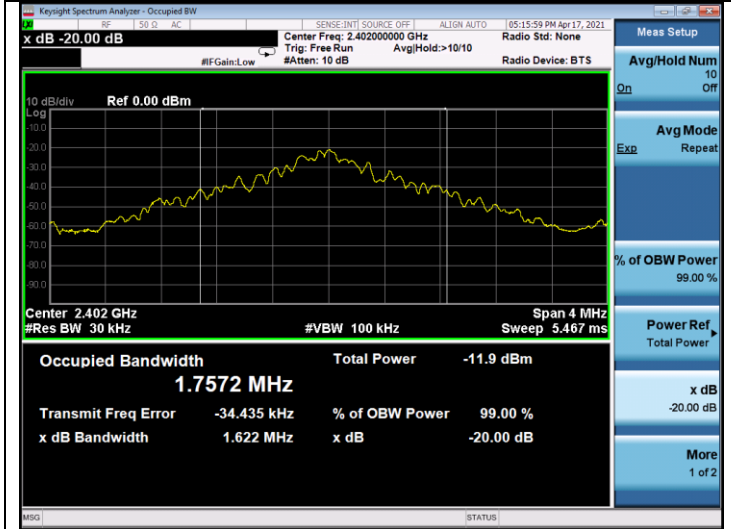 Keysight Spectrum Analyzer - Occupied BW
RF 50 Ω AC SENSE:INT SOURCE OFF ALIGN AUTO 05:15:59 PM Apr 17, 2021
x dB -20.00 dB
Center Freq: 2.402000000 GHz
Radio Std: None
Trig: Free Run Avg|Hold:>10/10
#IFGain:Low #Atten: 10 dB Radio Device: BTS
10 dB/div Ref 0.00 dBm
Log
-10.0
-20.0
-30.0
-40.0
-50.0
-60.0
-70.0
-80.0
-90.0
Center 2.402 GHz Span 4 MHz
#Res BW 30 kHz #VBW 100 kHz Sweep 5.467 ms
Occupied Bandwidth Total Power -11.9 dBm
1.7572 MHz
Transmit Freq Error -34.435 kHz % of OBW Power 99.00 %
x dB Bandwidth 1.622 MHz x dB -20.00 dB
Meas Setup
Avg/Hold Num
10
On Off
Avg Mode
Exp Repeat
% of OBW Power
99.00 %
Power Ref
Total Power
x dB
-20.00 dB
More
1 of 2
MSG STATUS